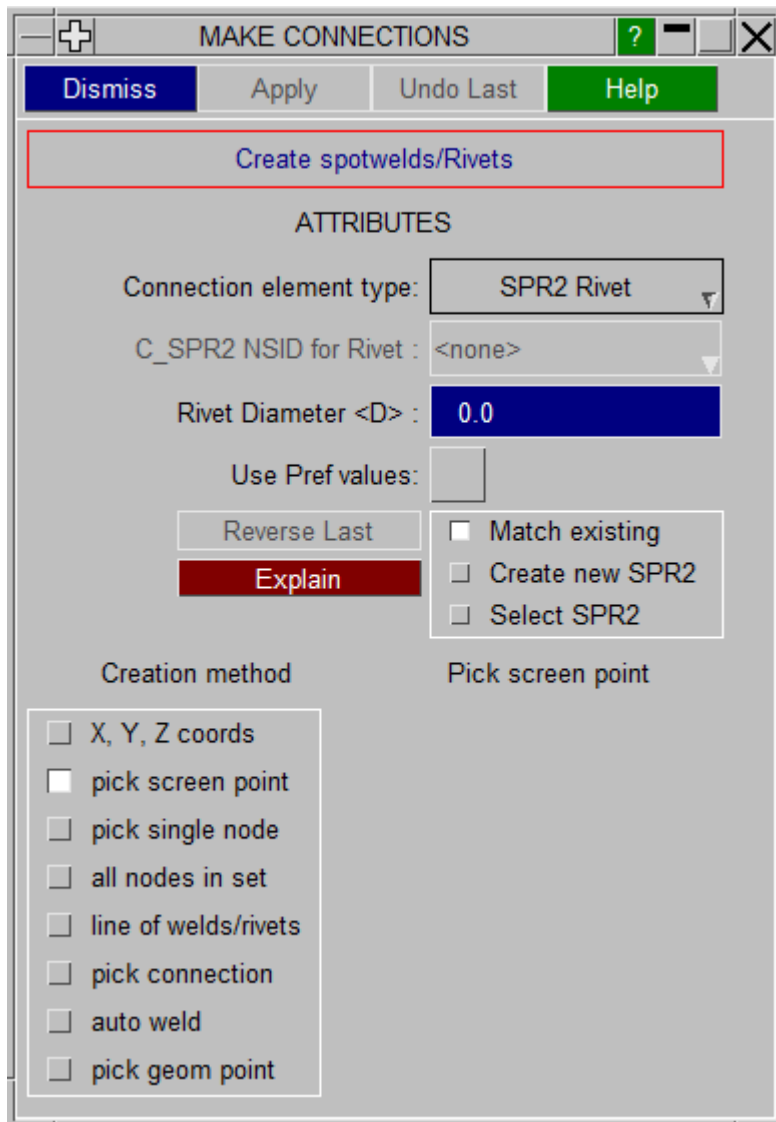 MAKE CONNECTIONS ?
Dismiss Apply Undo Last Help
Create spotwelds/Rivets
ATTRIBUTES
Connection element type: SPR2 Rivet
C_SPR2 NSID for Rivet : <none>
Rivet Diameter <D> : 0.0
Use Pref values:
Reverse Last Match existing
Explain Create new SPR2
Select SPR2
Creation method Pick screen point
X, Y, Z coords
pick screen point
pick single node
all nodes in set
line of welds/rivets
pick connection
auto weld
pick geom point